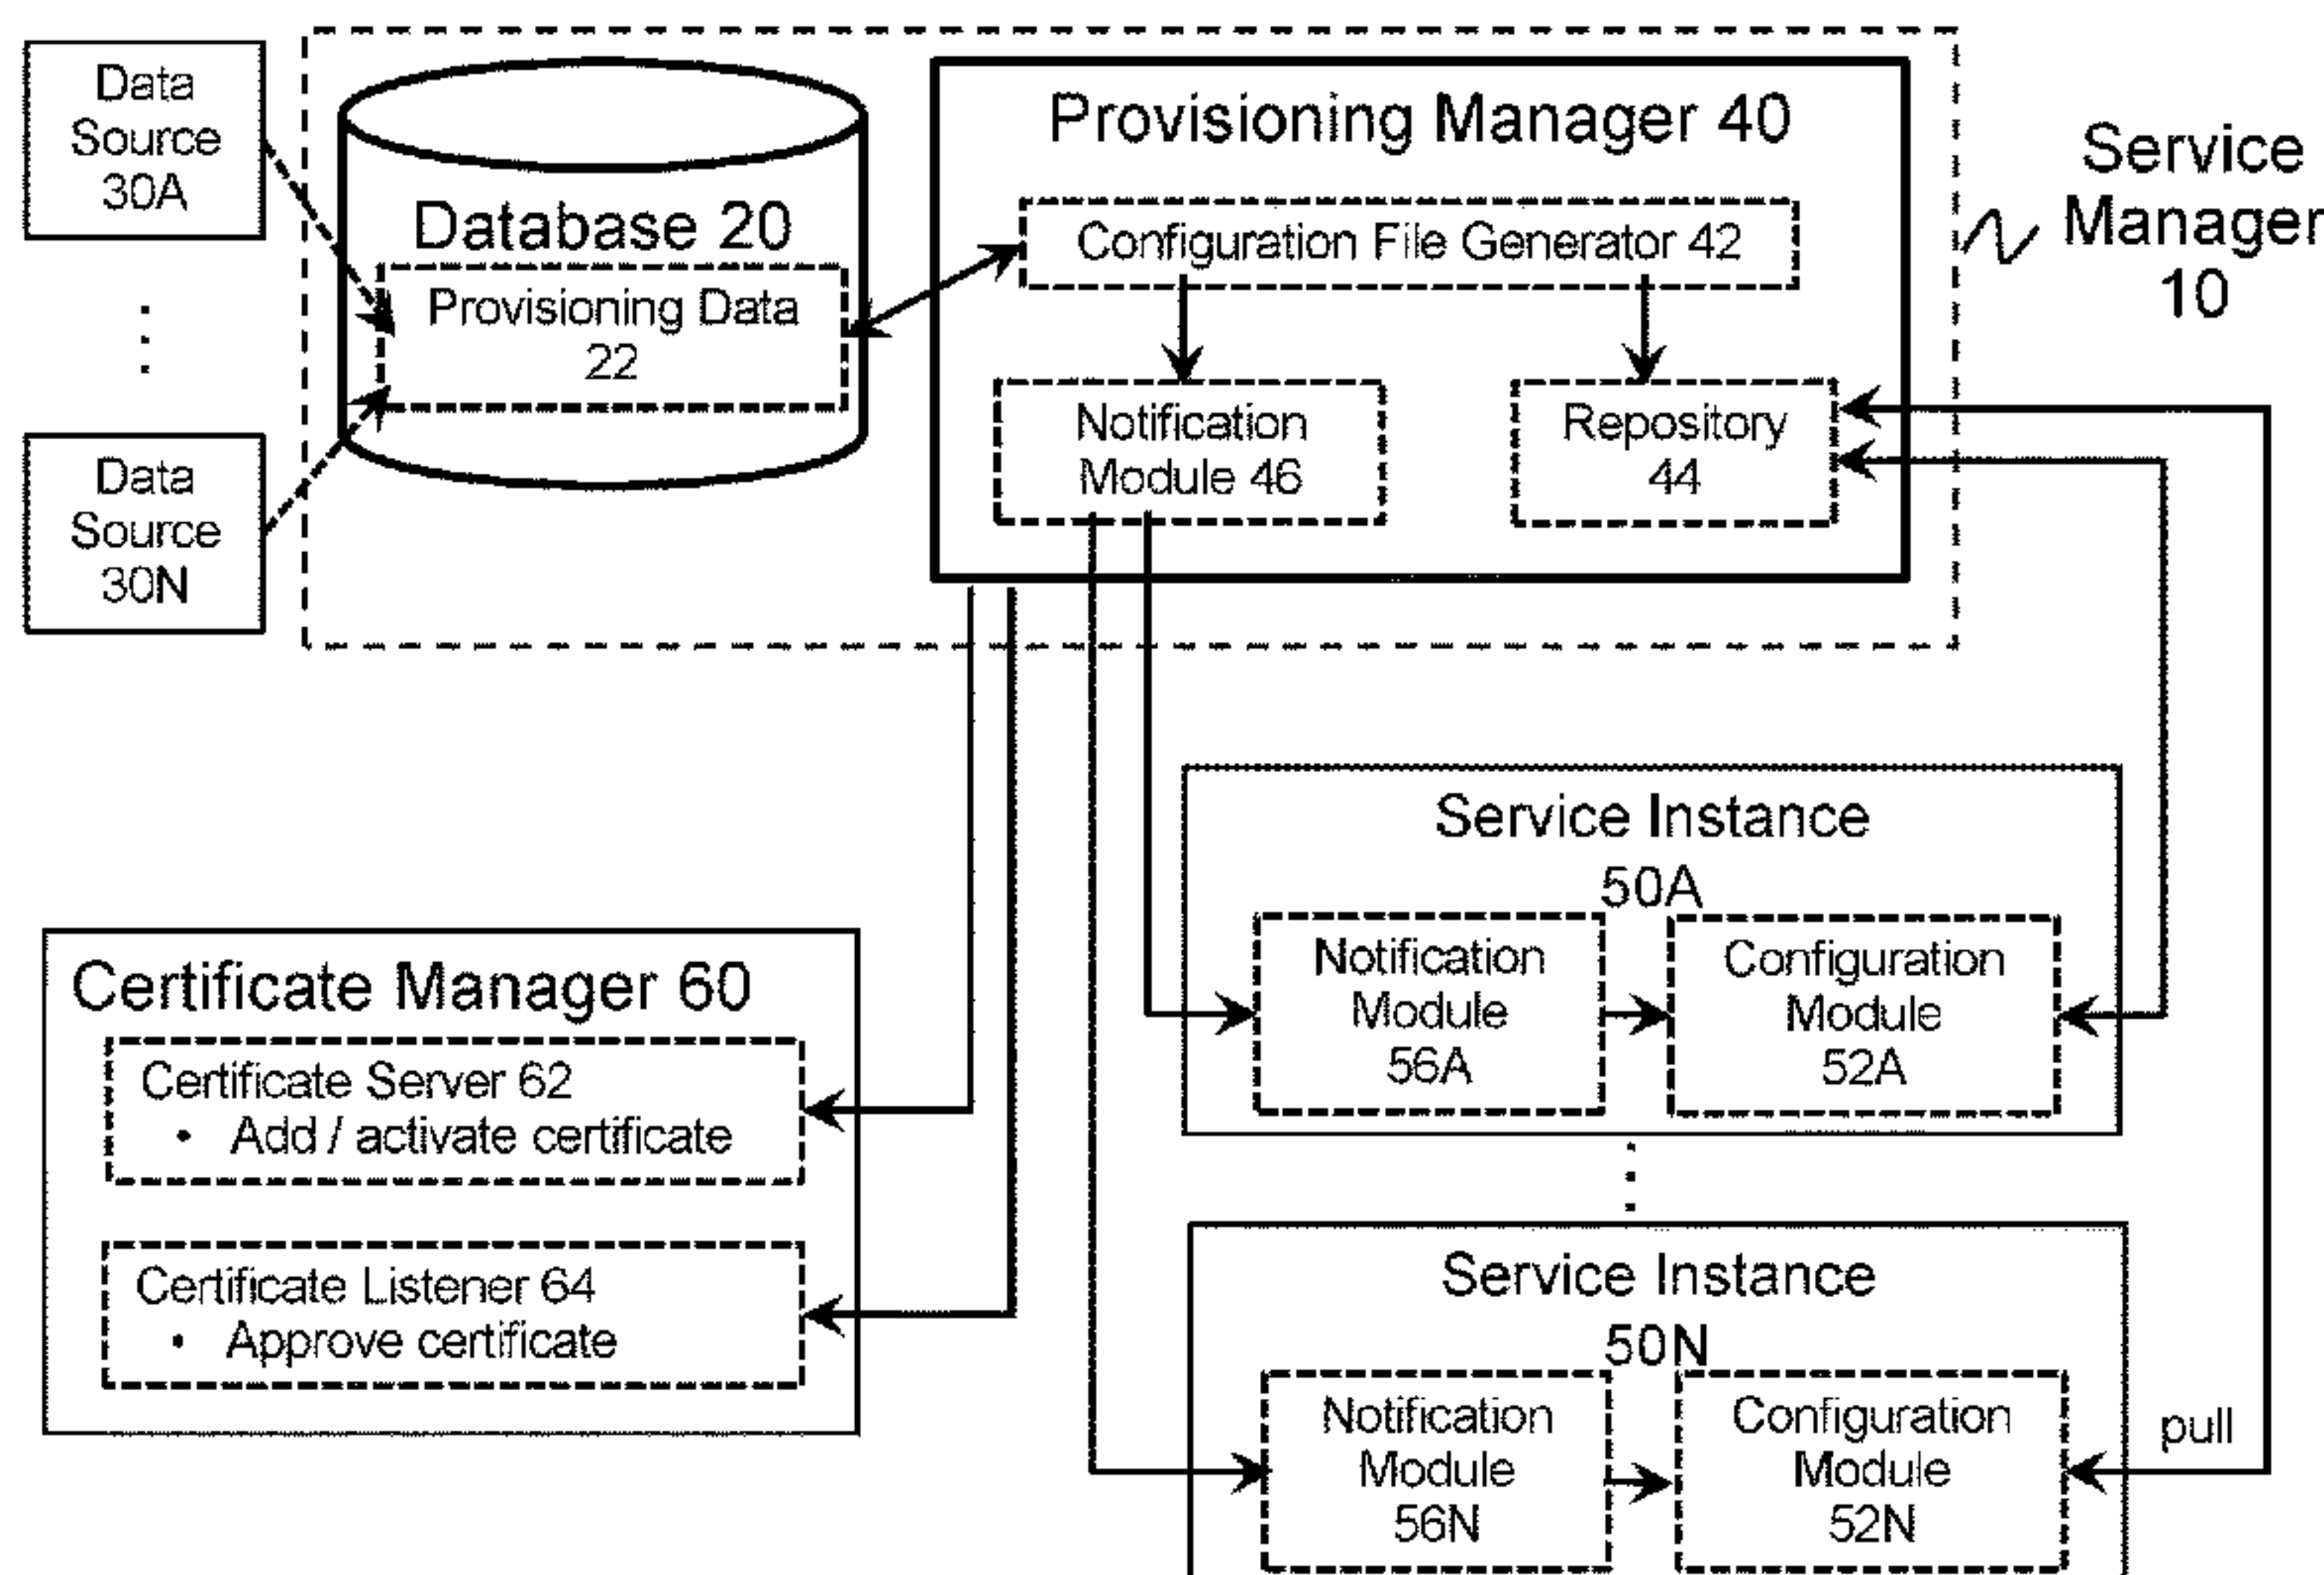 Data
Source
30A
Database 20
Provisioning Data
22
Data
Source
30N
Provisioning Manager 40
Configuration File Generator 42
Notification
Module 46
Repository
44
Service
Manager
10
Service Instance
50A
Notification
Module
56A
Configuration
Module
52A
Certificate Manager 60
Certificate Server 62
• Add / activate certificate
Certificate Listener 64
• Approve certificate
Service Instance
50N
Notification
Module
56N
Configuration
Module
52N
pull